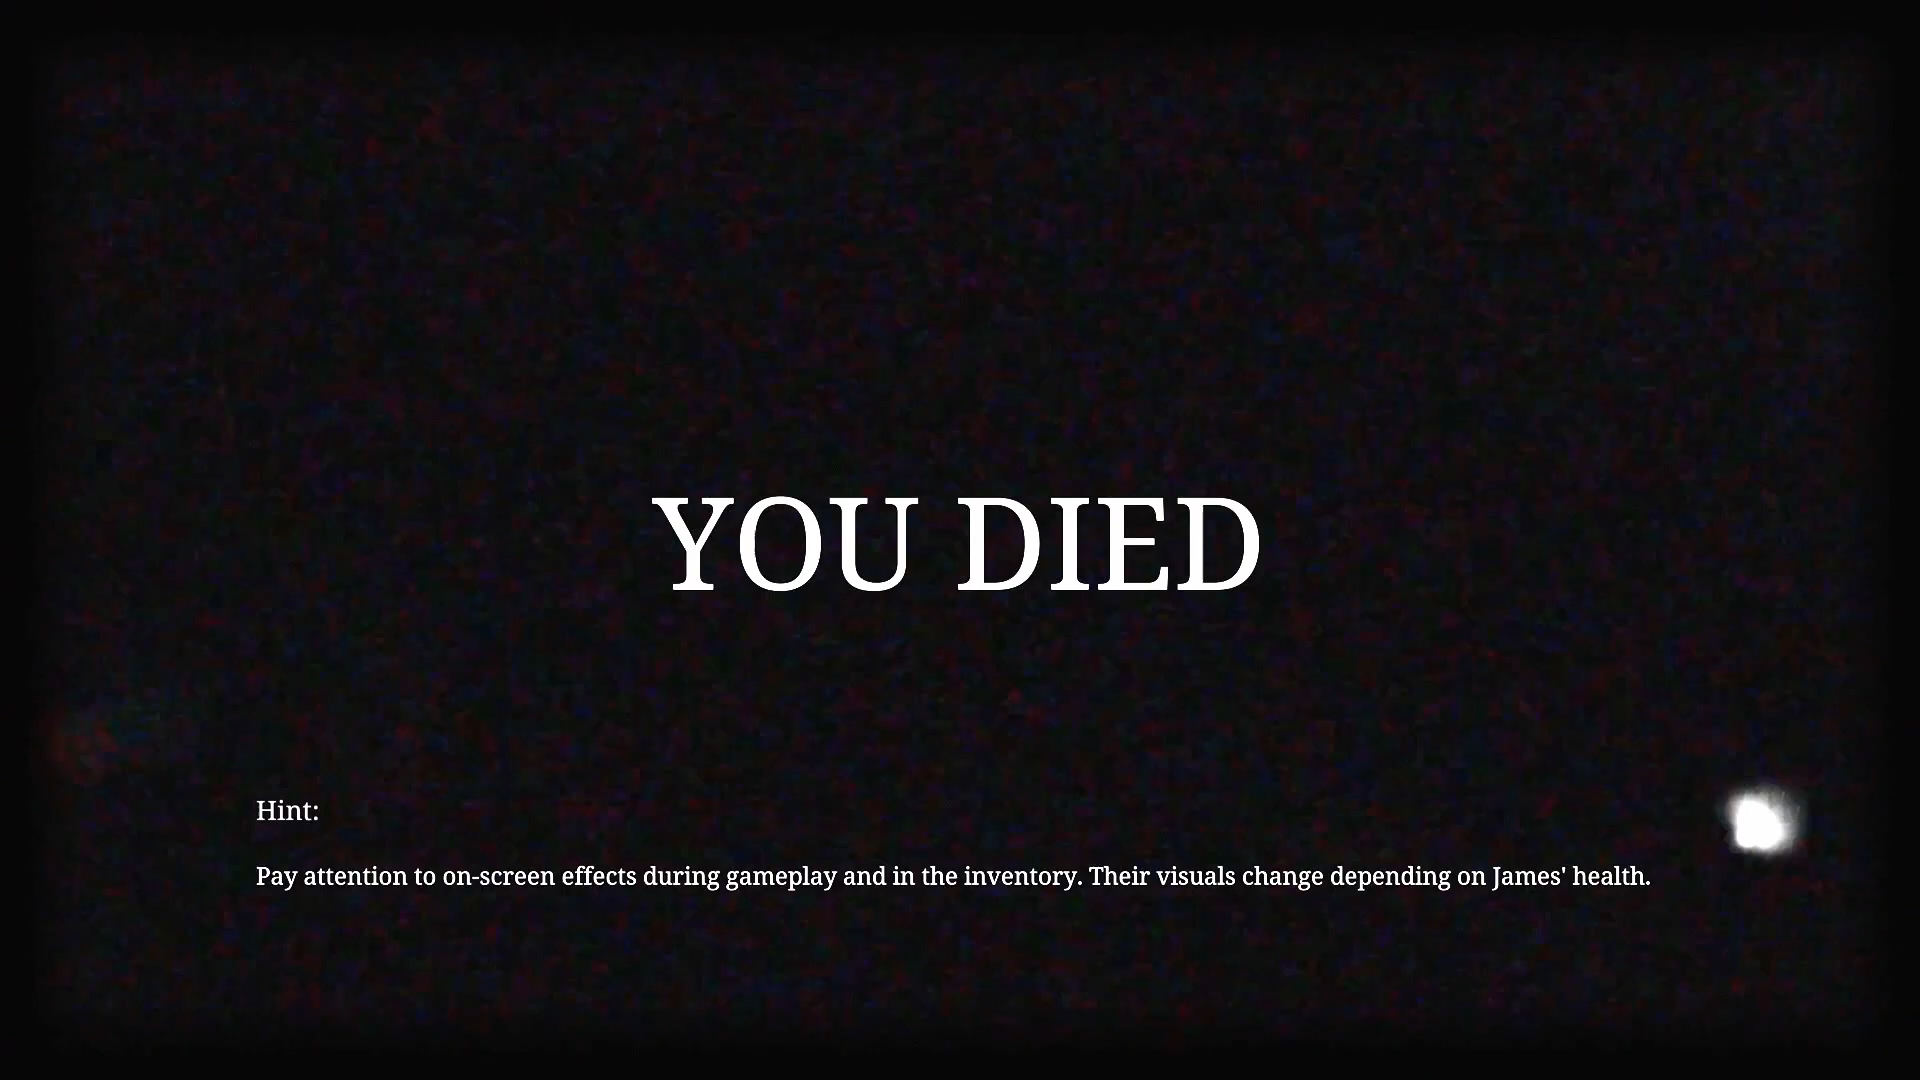 YOU DIED
Hint:
Pay attention to on-screen effects during gameplay and in the inventory. Their visuals change depending on James' health.